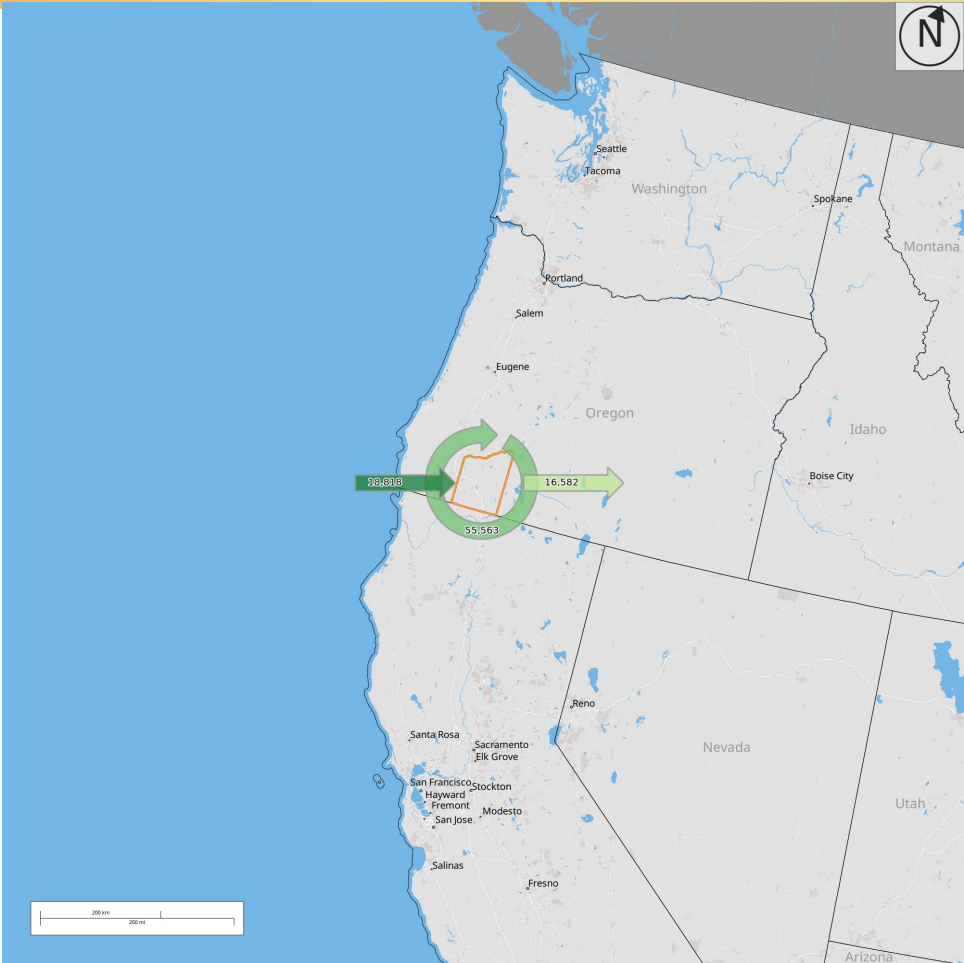 N
Seattle
Tacoma
Washington
Spokane
Montana
Portland
Salem
Eugene
Oregon
Idaho
Boise City
18,818
16,582
55,563
Reno
Santa Rosa
Sacramento
Elk Grove
Nevada
San Francisco
Stockton
Hayward
Fremont
Modesto
San Jose
Utah
Salinas
Fresno
200 km
200 mi
Arizona